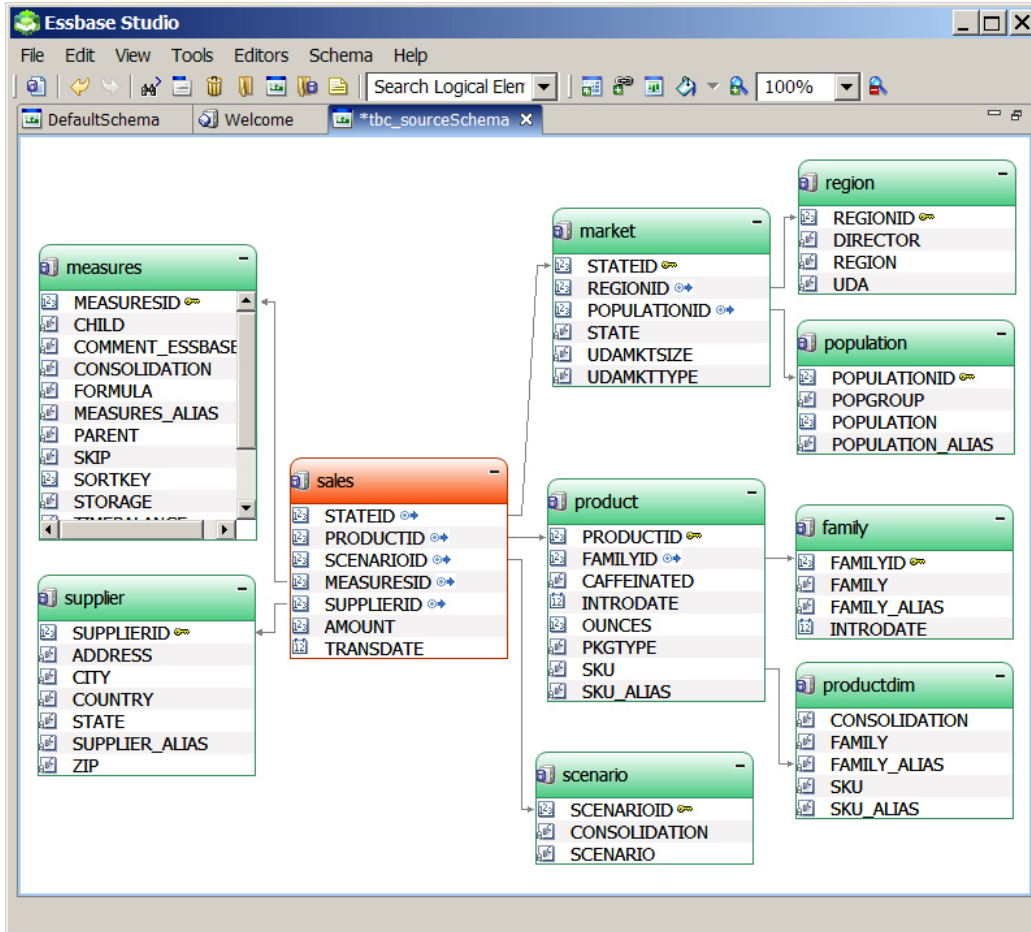 Essbase Studio
File Edit View Tools Editors Schema Help
Search Logical Elem 100%
DefaultSchema Welcome *tbc_sourceSchema
measures
MEASURESID
CHILD
COMMENT_ESSBASE
CONSOLIDATION
FORMULA
MEASURES_ALIAS
PARENT
SKIP
SORTKEY
STORAGE
TIMEBALANCE
supplier
SUPPLIERID
ADDRESS
CITY
COUNTRY
STATE
SUPPLIER_ALIAS
ZIP
sales
STATEID
PRODUCTID
SCENARIOID
MEASURESID
SUPPLIERID
AMOUNT
TRANSDATE
market
STATEID
REGIONID
POPULATIONID
STATE
UDAMKTSIZE
UDAMKTTYPE
product
PRODUCTID
FAMILYID
CAFFEINATED
INTRODATE
OUNCES
PKGTYPE
SKU
SKU_ALIAS
scenario
SCENARIOID
CONSOLIDATION
SCENARIO
region
REGIONID
DIRECTOR
REGION
UDA
population
POPULATIONID
POPGROUP
POPULATION
POPULATION_ALIAS
family
FAMILYID
FAMILY
FAMILY_ALIAS
INTRODATE
productdim
CONSOLIDATION
FAMILY
FAMILY_ALIAS
SKU
SKU_ALIAS